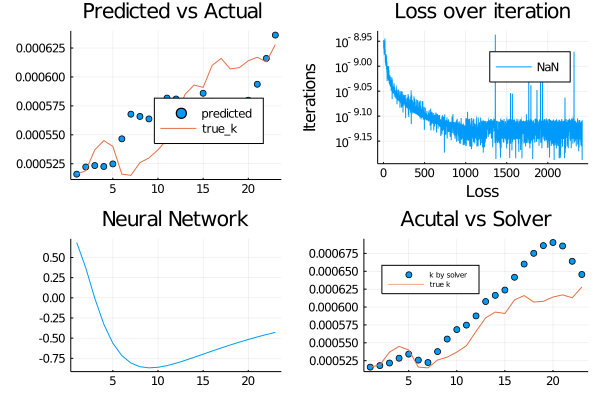 Predicted vs Actual
0.000625
0.000600
0.000575
0.000550
0.000525
predicted
true_k
5 10 15 20
Loss over iteration
Iterations
10^-8.95
10^-9.00
10^-9.05
10^-9.10
10^-9.15
NaN
0 500 1000 1500 2000
Loss
Neural Network
0.50
0.25
0.00
-0.25
-0.50
-0.75
5 10 15 20
Acutal vs Solver
0.000675
0.000650
0.000625
0.000600
0.000575
0.000550
0.000525
k by solver
true k
5 10 15 20